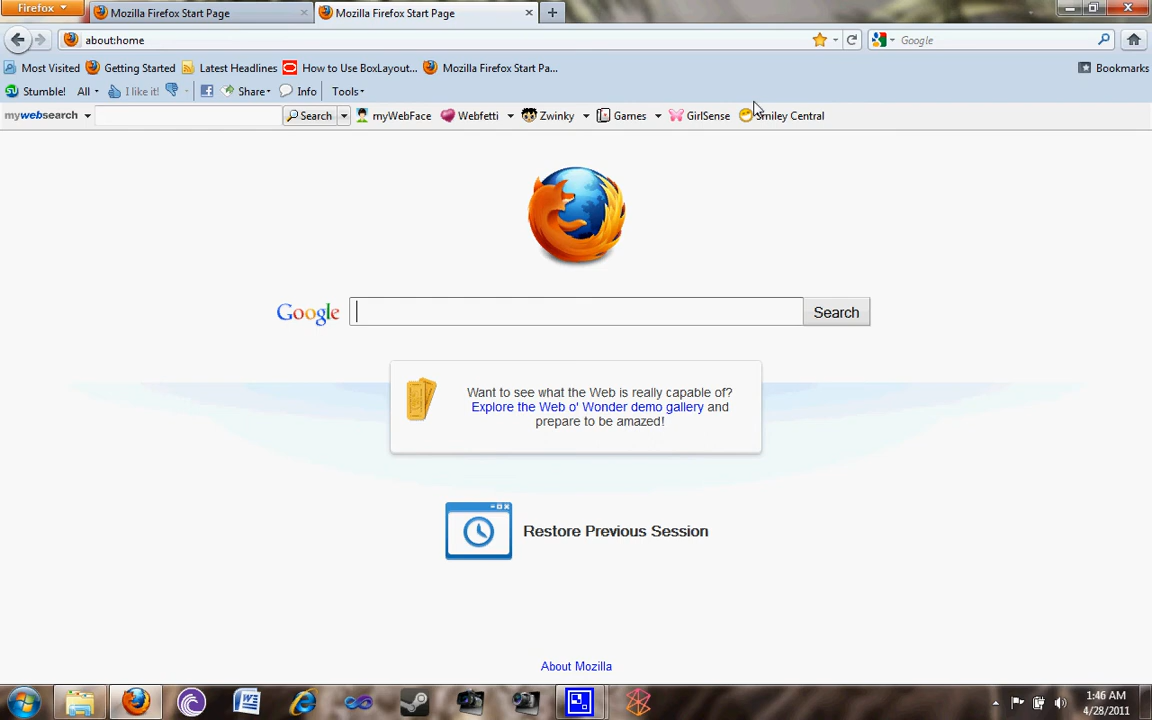 Firefox
Mozilla Firefox Start Page
Mozilla Firefox Start Page
about:home
Google
Most Visited
Getting Started
Latest Headlines
How to Use BoxLayout...
Mozilla Firefox Start Pa...
Bookmarks
Stumble!
All
I like it!
Share
Info
Tools
mywebsearch
Search
myWebFace
Webfetti
Zwinky
Games
GirlSense
Smiley Central
Google
Search
Want to see what the Web is really capable of?
Explore the Web o' Wonder demo gallery and
prepare to be amazed!
Restore Previous Session
About Mozilla
1:46 AM
4/28/2011